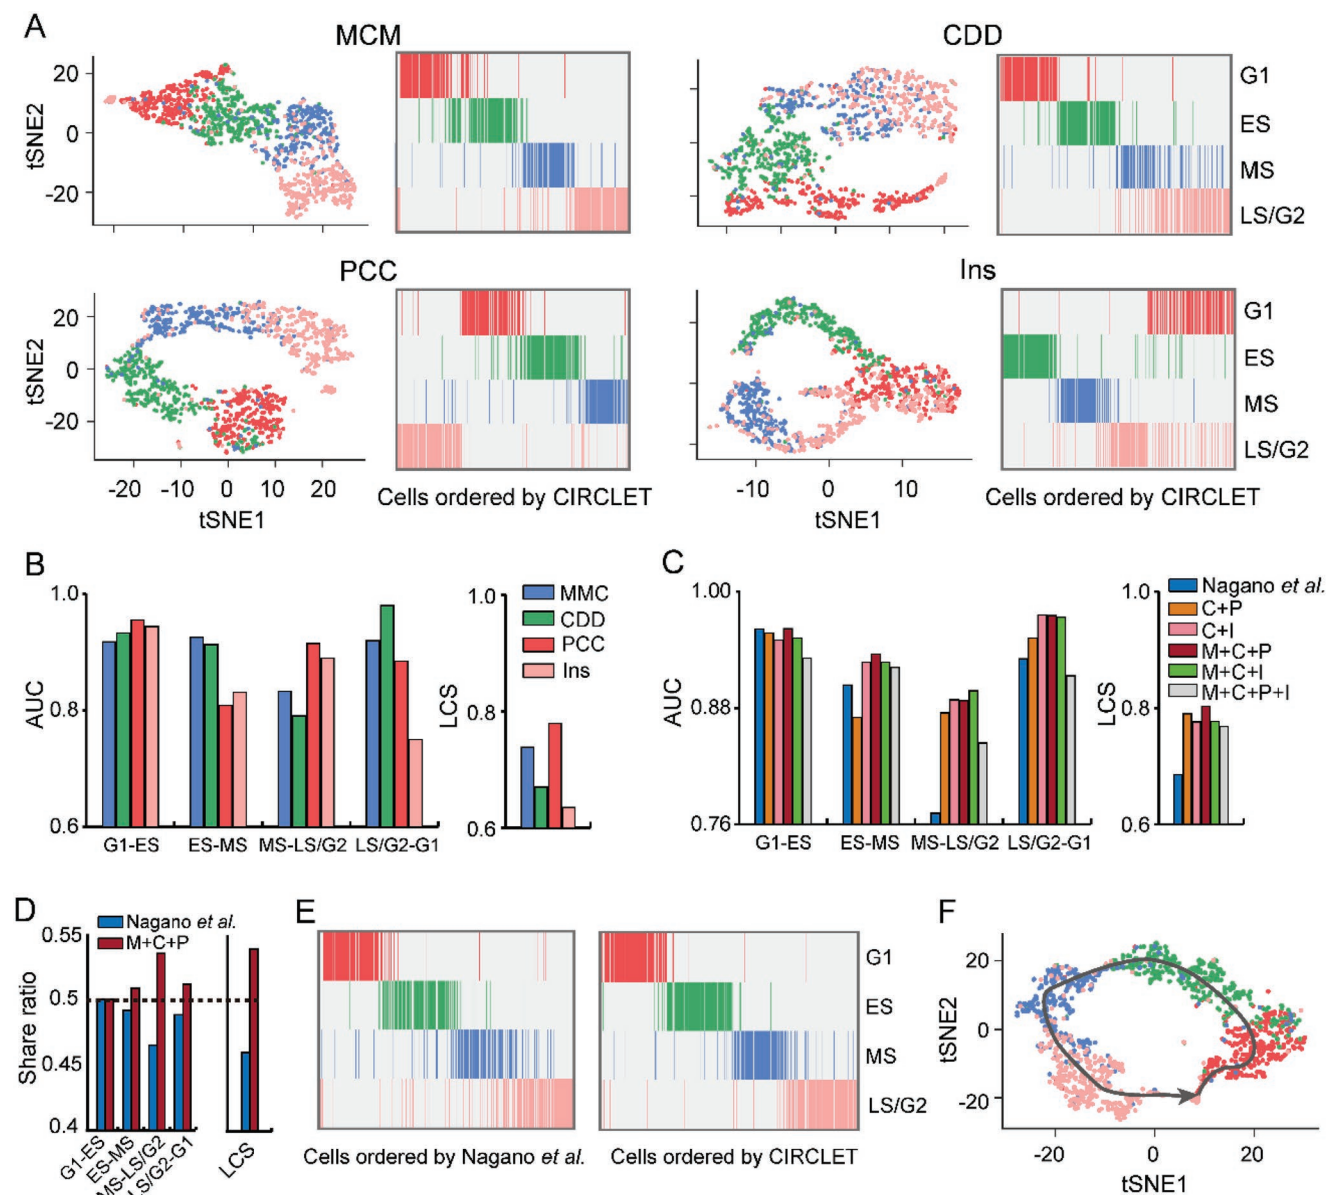 A
MCM
CDD
tSNE2
20
0
-20
G1
ES
MS
LS/G2
PCC
Ins
tSNE2
20
0
-20
G1
ES
MS
LS/G2
-20 -10 0 10 20
tSNE1
Cells ordered by CIRCLET
-10 0 10
tSNE1
Cells ordered by CIRCLET
B
AUC
1.0
0.8
0.6
G1-ES ES-MS MS-LS/G2 LS/G2-G1
LCS
1.0
0.8
0.6
MMC
CDD
PCC
Ins
C
AUC
1.00
0.88
0.76
G1-ES ES-MS MS-LS/G2 LS/G2-G1
LCS
1.0
0.8
0.6
Nagano et al.
C+P
C+I
M+C+P
M+C+I
M+C+P+I
D
Nagano et al.
M+C+P
Share ratio
0.55
0.5
0.45
0.4
G1-ES
ES-MS
MS-LS/G2
LS/G2-G1
LCS
E
G1
ES
MS
LS/G2
Cells ordered by Nagano et al.
Cells ordered by CIRCLET
F
tSNE2
20
0
-20
-20 0 20
tSNE1